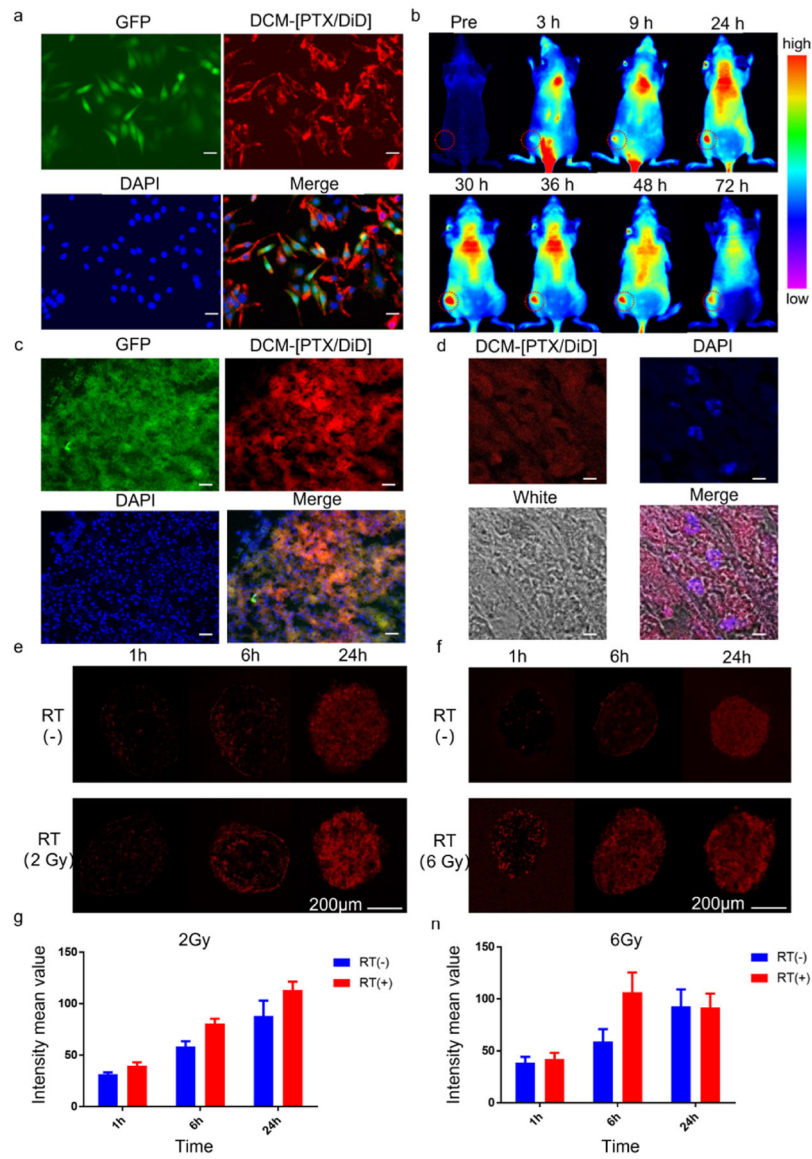 a
GFP
DCM-[PTX/DiD]
DAPI
Merge
b
Pre
3 h
9 h
24 h
30 h
36 h
48 h
72 h
high
low
c
GFP
DCM-[PTX/DiD]
DAPI
Merge
d
DCM-[PTX/DiD]
DAPI
White
Merge
e
1h
6h
24h
RT
(-)
RT
(2 Gy)
200μm
f
1h
6h
24h
RT
(-)
RT
(6 Gy)
200μm
g
2Gy
Intensity mean value
150
100
50
0
1h
6h
24h
Time
RT(-)
RT(+)
n
6Gy
Intensity mean value
150
100
50
0
1h
6h
24h
Time
RT(-)
RT(+)